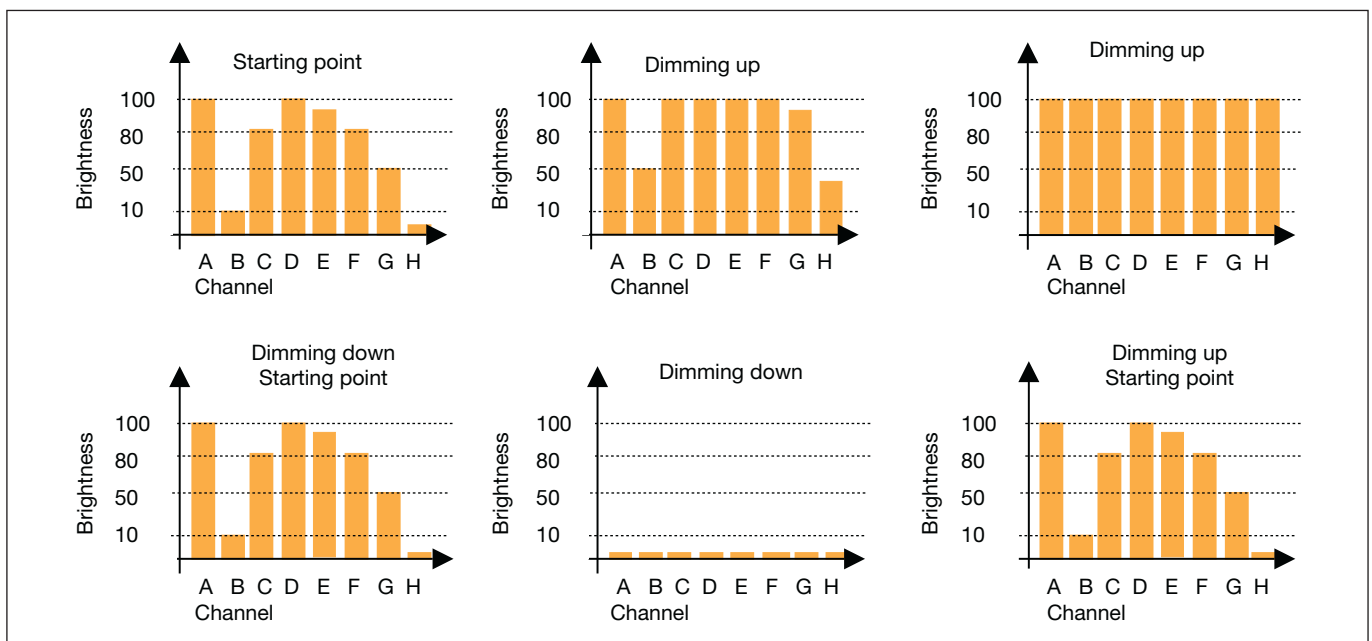 Starting point
Brightness
100
80
50
10
A B C D E F G H
Channel
Dimming up
Brightness
100
80
50
10
A B C D E F G H
Channel
Dimming up
Brightness
100
80
50
10
A B C D E F G H
Channel
Dimming down
Starting point
Brightness
100
80
50
10
A B C D E F G H
Channel
Dimming down
Brightness
100
80
50
10
A B C D E F G H
Channel
Dimming up
Starting point
Brightness
100
80
50
10
A B C D E F G H
Channel